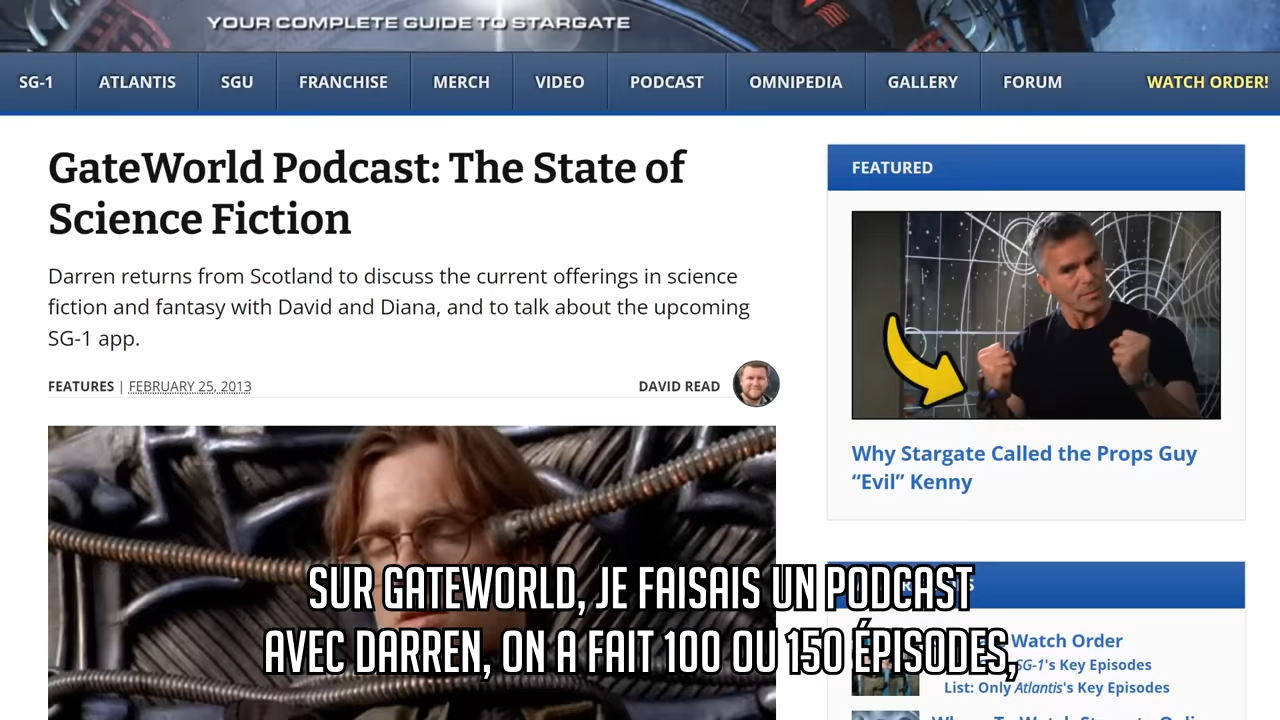 YOUR COMPLETE GUIDE TO STARGATE
SG-1 ATLANTIS SGU FRANCHISE MERCH VIDEO PODCAST OMNIPEDIA GALLERY FORUM WATCH ORDER!
GateWorld Podcast: The State of
Science Fiction
Darren returns from Scotland to discuss the current offerings in science
fiction and fantasy with David and Diana, and to talk about the upcoming
SG-1 app.
FEATURES | FEBRUARY 25, 2013
DAVID READ
FEATURED
Why Stargate Called the Props Guy
“Evil” Kenny
Watch Order
SG-1's Key Episodes
List: Only Atlantis's Key Episodes
SUR GATEWORLD, JE FAISAIS UN PODCAST
AVEC DARREN, ON A FAIT 100 OU 150 ÉPISODES,